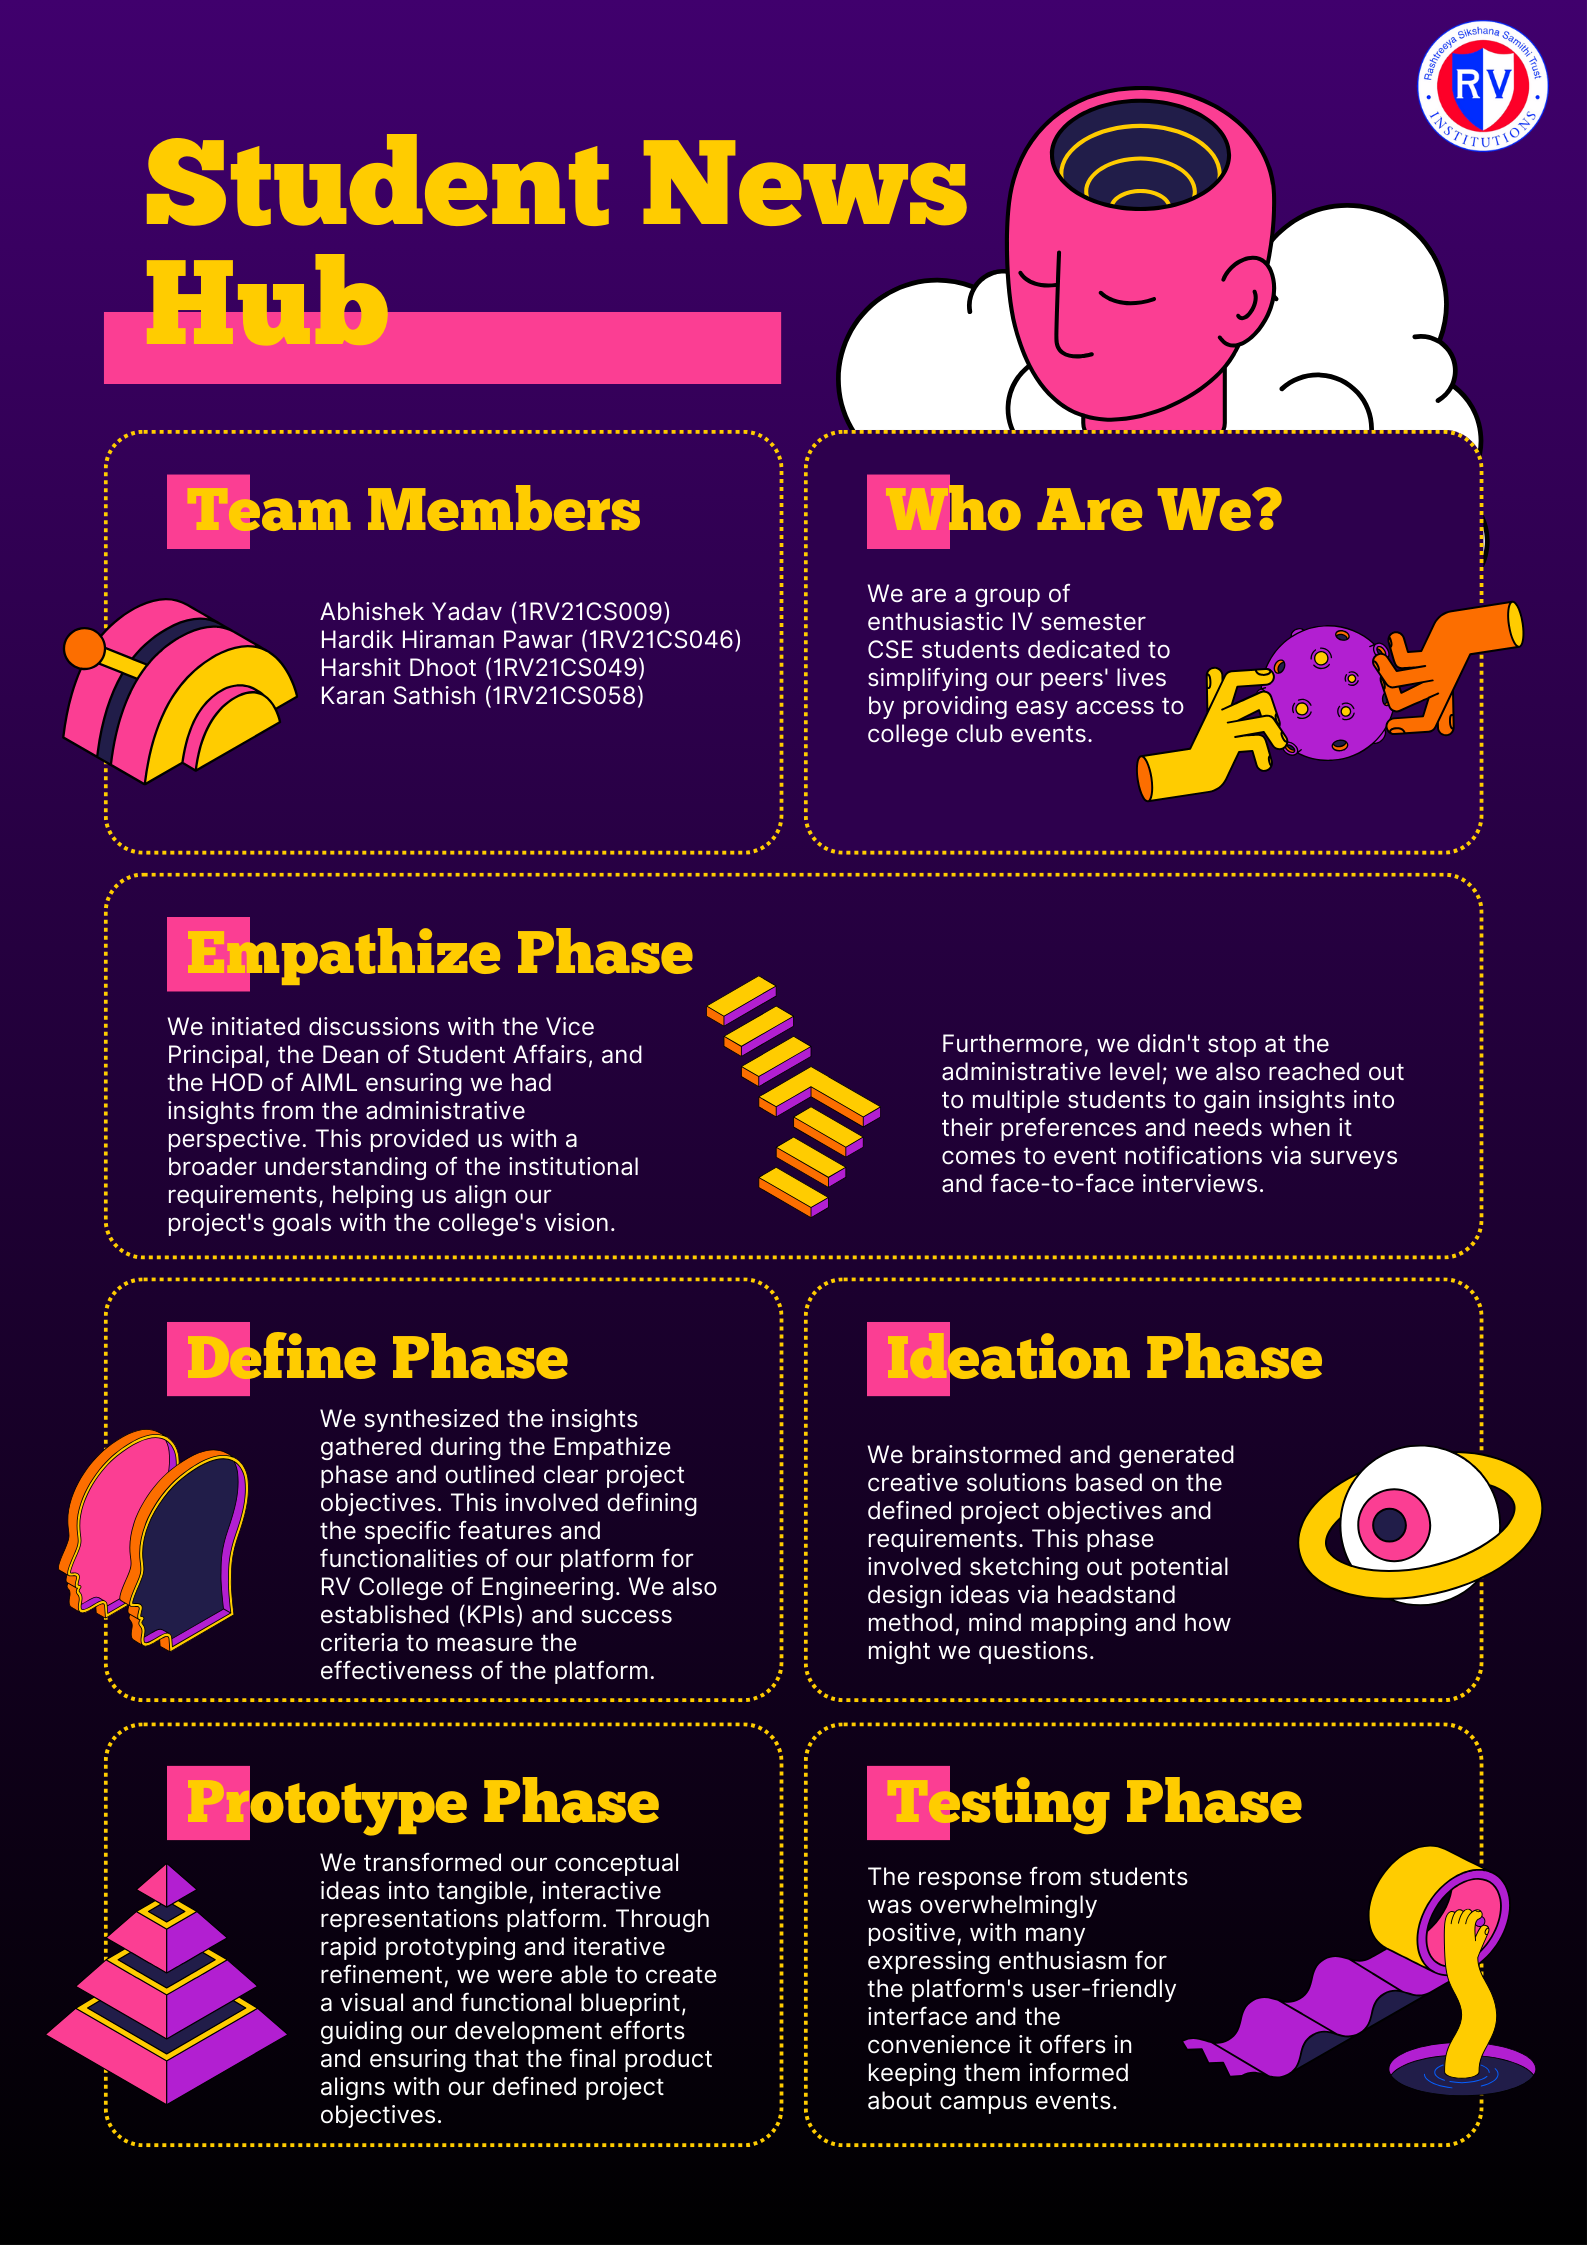 Rashtreeya Sikshana Samithi Trust
RV
INSTITUTIONS
Student News
Hub
Team Members
Abhishek Yadav (1RV21CS009)
Hardik Hiraman Pawar (1RV21CS046)
Harshit Dhoot (1RV21CS049)
Karan Sathish (1RV21CS058)
Who Are We?
We are a group of
enthusiastic IV semester
CSE students dedicated to
simplifying our peers' lives
by providing easy access to
college club events.
Empathize Phase
We initiated discussions with the Vice
Principal, the Dean of Student Affairs, and
the HOD of AIML ensuring we had
insights from the administrative
perspective. This provided us with a
broader understanding of the institutional
requirements, helping us align our
project's goals with the college's vision.
Furthermore, we didn't stop at the
administrative level; we also reached out
to multiple students to gain insights into
their preferences and needs when it
comes to event notifications via surveys
and face-to-face interviews.
Define Phase
We synthesized the insights
gathered during the Empathize
phase and outlined clear project
objectives. This involved defining
the specific features and
functionalities of our platform for
RV College of Engineering. We also
established (KPIs) and success
criteria to measure the
effectiveness of the platform.
Ideation Phase
We brainstormed and generated
creative solutions based on the
defined project objectives and
requirements. This phase
involved sketching out potential
design ideas via headstand
method, mind mapping and how
might we questions.
Prototype Phase
We transformed our conceptual
ideas into tangible, interactive
representations platform. Through
rapid prototyping and iterative
refinement, we were able to create
a visual and functional blueprint,
guiding our development efforts
and ensuring that the final product
aligns with our defined project
objectives.
Testing Phase
The response from students
was overwhelmingly
positive, with many
expressing enthusiasm for
the platform's user-friendly
interface and the
convenience it offers in
keeping them informed
about campus events.